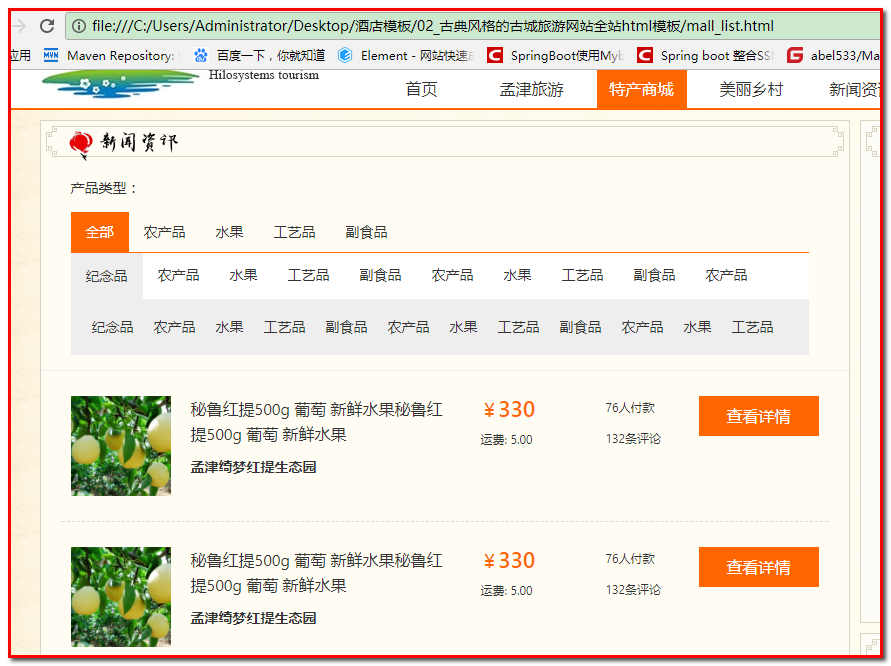 file:///C:/Users/Administrator/Desktop/酒店模板/02_古典风格的古城旅游网站全站html模板/mall_list.html
应用 Maven Repository: 百度一下，你就知道 Element - 网站快速 SpringBoot使用Myb Spring boot 整合SS abel533/Ma
Hilosystems tourism
首页 孟津旅游 特产商城 美丽乡村 新闻资
新闻资讯
产品类型：
全部 农产品 水果 工艺品 副食品
纪念品 农产品 水果 工艺品 副食品 农产品 水果 工艺品 副食品 农产品
纪念品 农产品 水果 工艺品 副食品 农产品 水果 工艺品 副食品 农产品 水果 工艺品
秘鲁红提500g 葡萄 新鲜水果秘鲁红 ￥330 76人付款 查看详情
提500g 葡萄 新鲜水果 运费: 5.00 132条评论
孟津绮梦红提生态园
秘鲁红提500g 葡萄 新鲜水果秘鲁红 ￥330 76人付款 查看详情
提500g 葡萄 新鲜水果 运费: 5.00 132条评论
孟津绮梦红提生态园